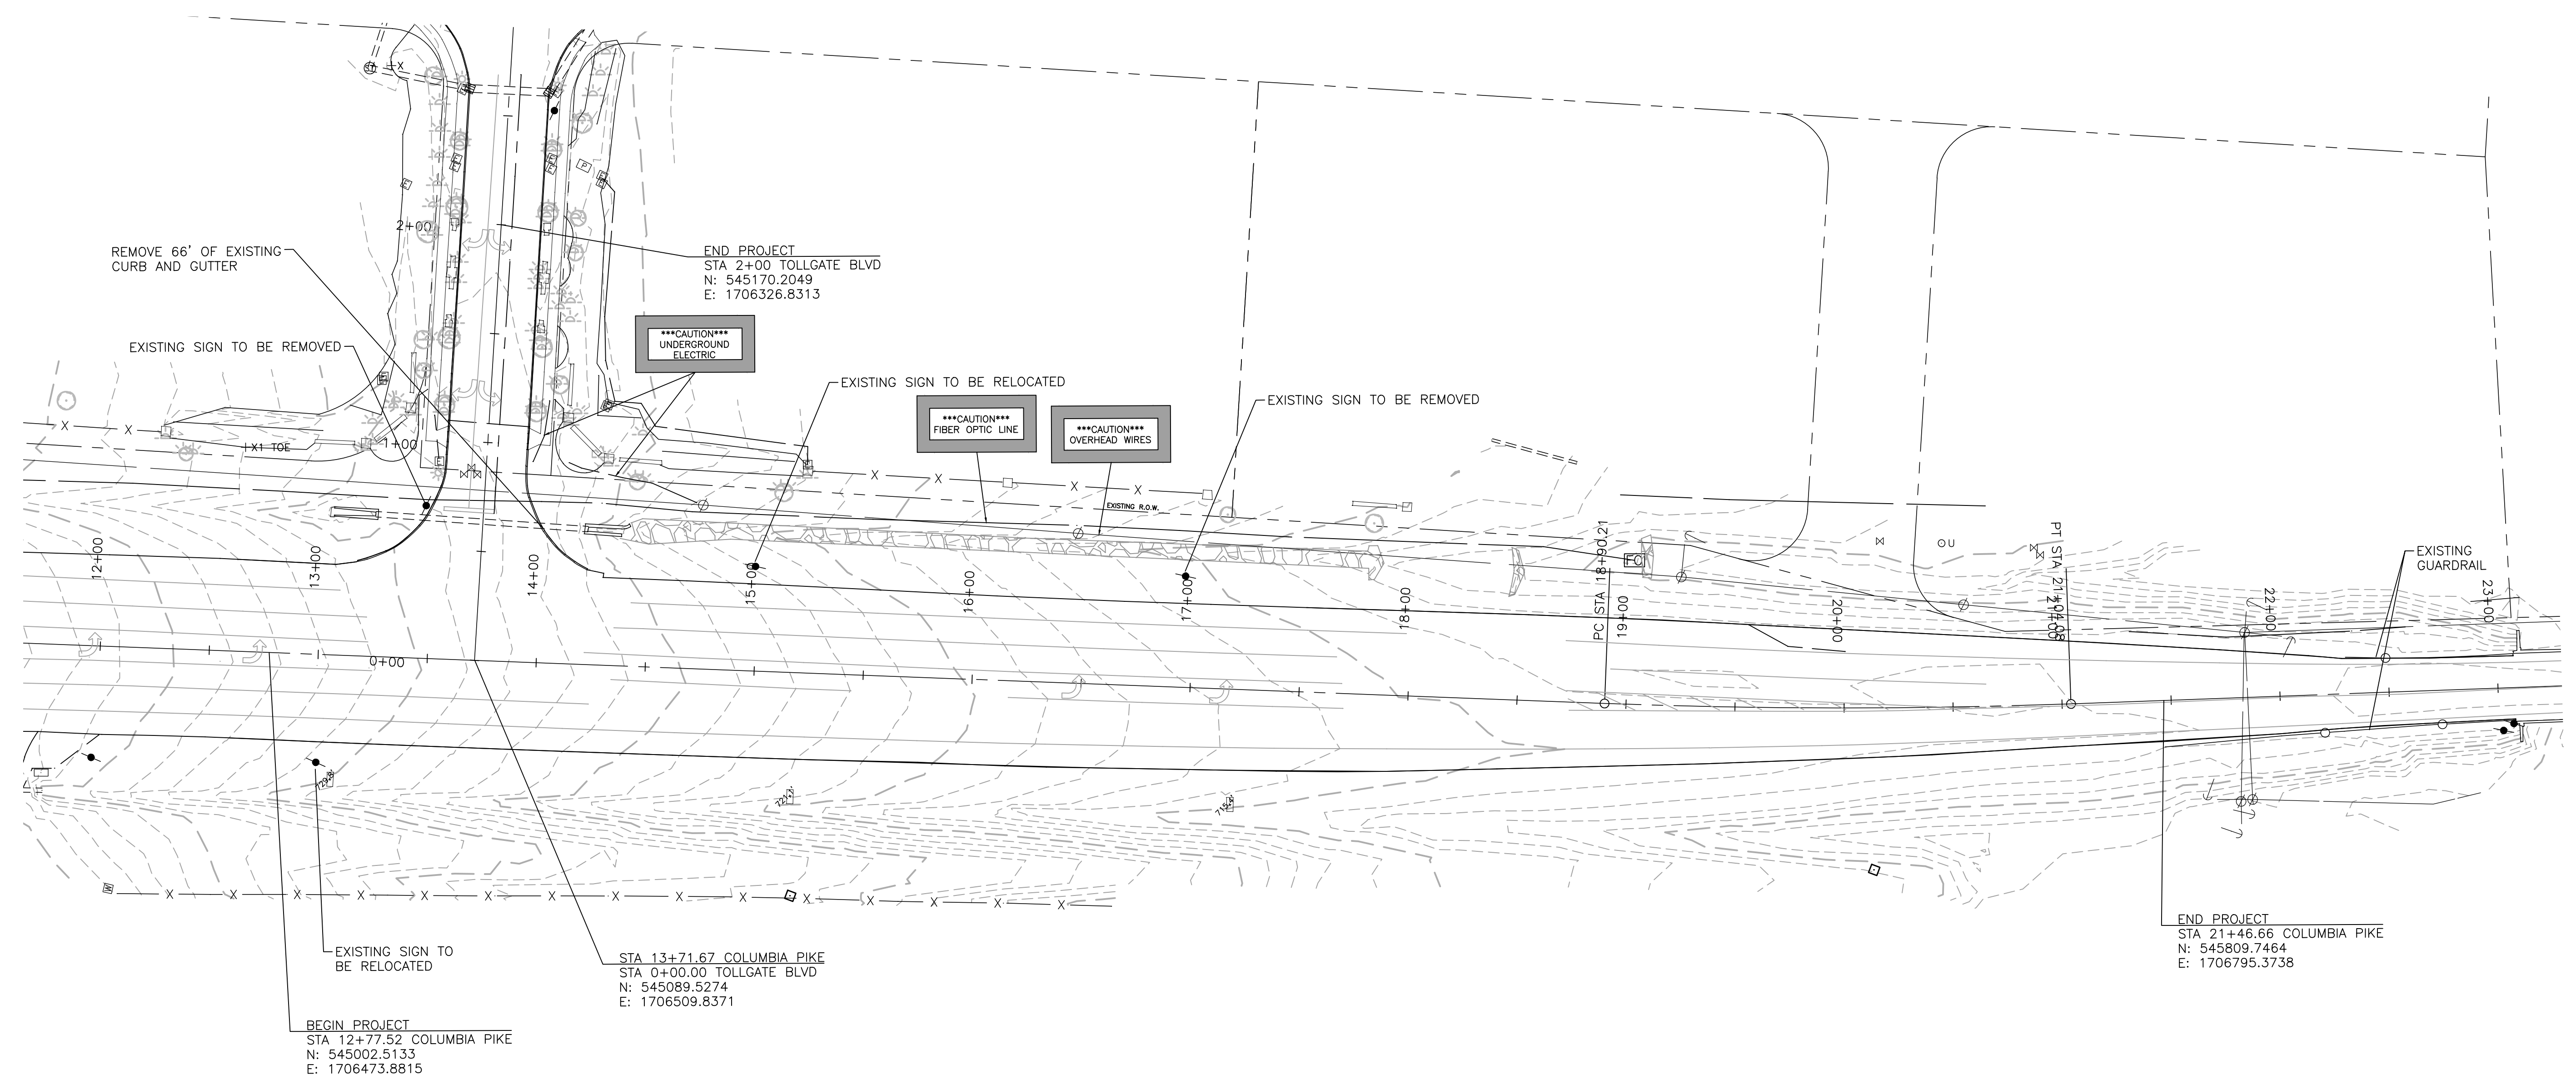 REMOVE 66' OF EXISTING
CURB AND GUTTER
EXISTING SIGN TO BE REMOVED
2+00
1+00
X1 TOE
END PROJECT
STA 2+00 TOLLGATE BLVD
N: 545170.2049
E: 1706326.8313
***CAUTION***
UNDERGROUND
ELECTRIC
EXISTING SIGN TO BE RELOCATED
***CAUTION***
FIBER OPTIC LINE
***CAUTION***
OVERHEAD WIRES
EXISTING SIGN TO BE REMOVED
EXISTING R.O.W.
12+00
13+00
14+00
15+00
16+00
17+00
18+00
PC STA 18+90.21
19+00
FO
20+00
PT STA 21+04.08
21+00
22+00
23+00
U
P
E
W
EXISTING
GUARDRAIL
0+00
EXISTING SIGN TO
BE RELOCATED
STA 13+71.67 COLUMBIA PIKE
STA 0+00.00 TOLLGATE BLVD
N: 545089.5274
E: 1706509.8371
BEGIN PROJECT
STA 12+77.52 COLUMBIA PIKE
N: 545002.5133
E: 1706473.8815
END PROJECT
STA 21+46.66 COLUMBIA PIKE
N: 545809.7464
E: 1706795.3738